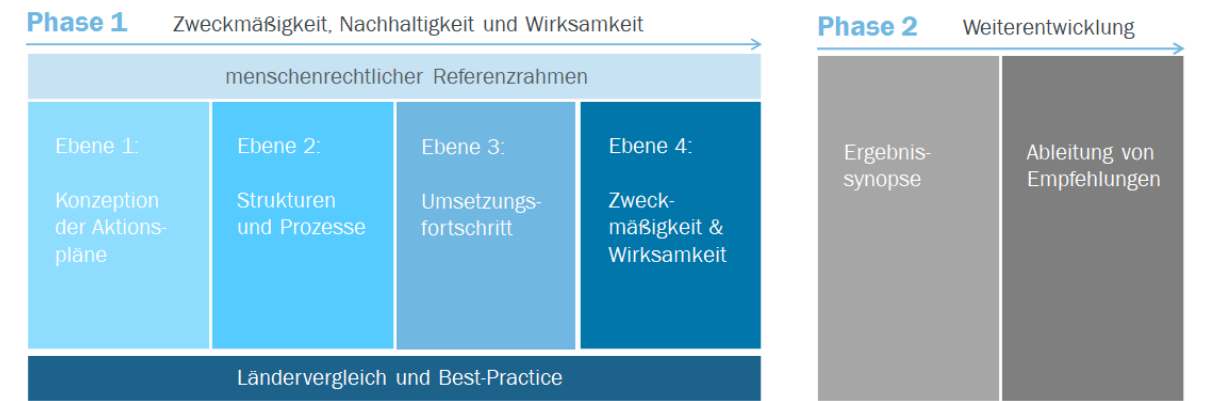 Phase 1 Zweckmäßigkeit, Nachhaltigkeit und Wirksamkeit
menschenrechtlicher Referenzrahmen
Ebene 1:
Konzeption
der Aktions-
pläne
Ebene 2:
Strukturen
und Prozesse
Ebene 3:
Umsetzungs-
fortschritt
Ebene 4:
Zweck-
mäßigkeit &
Wirksamkeit
Ländervergleich und Best-Practice
Phase 2 Weiterentwicklung
Ergebnis-
synopse
Ableitung von
Empfehlungen